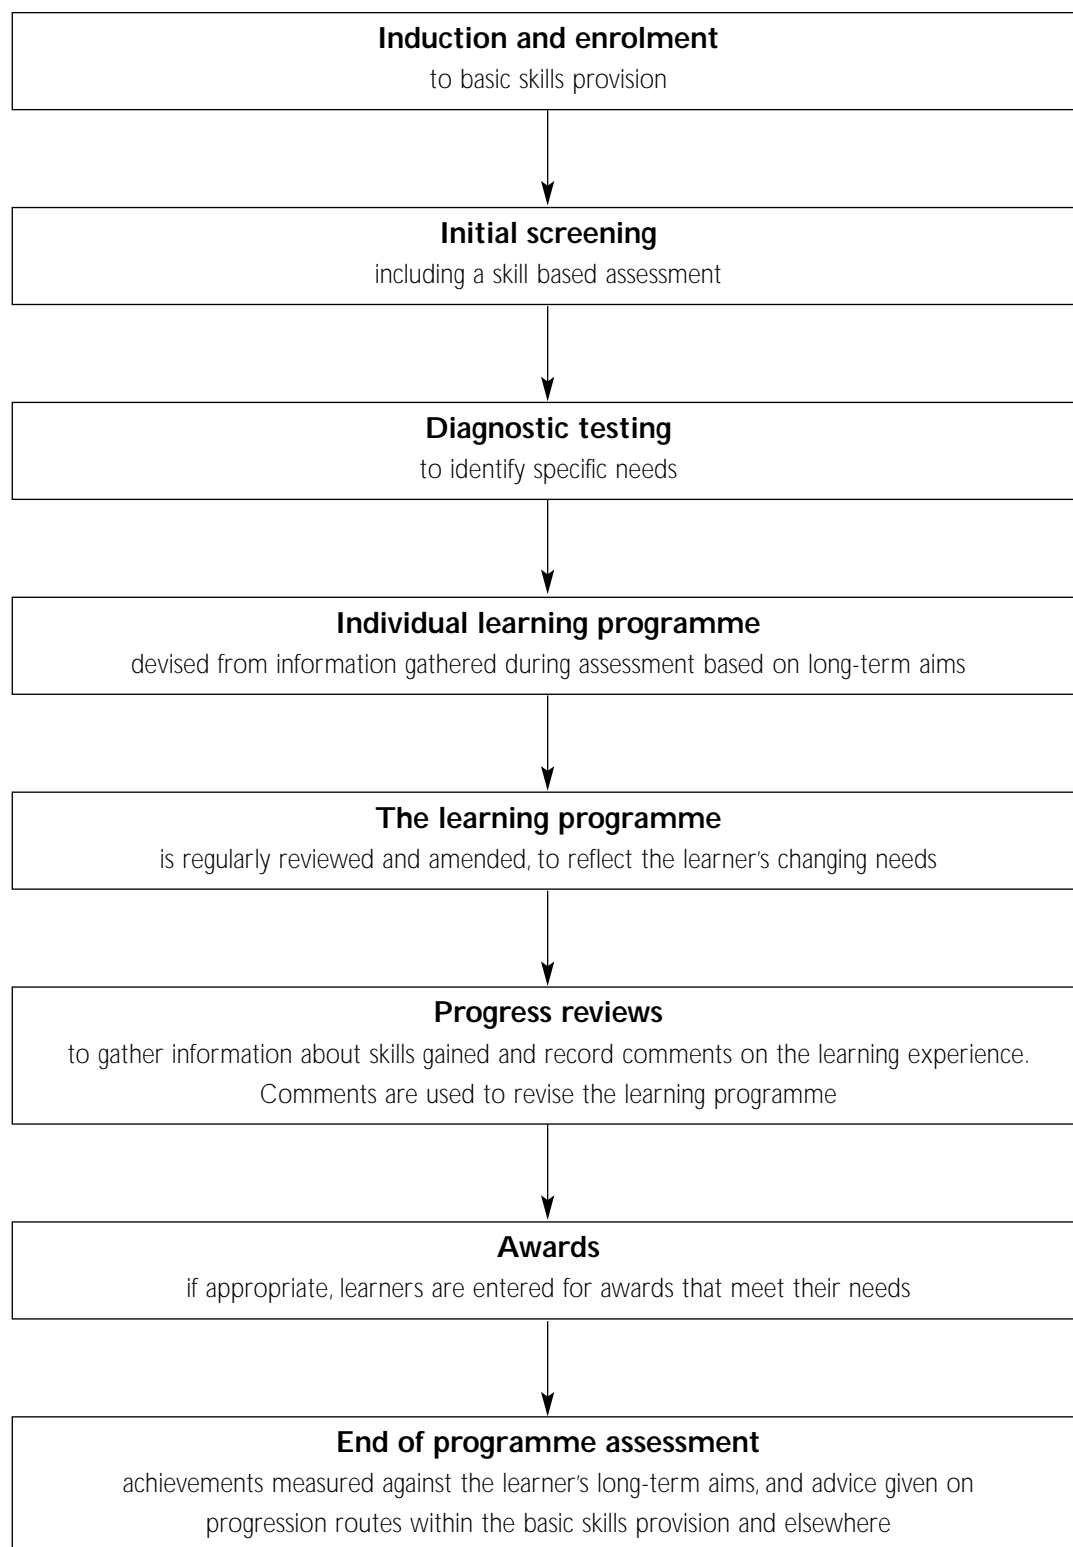 Induction and enrolment
to basic skills provision
Initial screening
including a skill based assessment
Diagnostic testing
to identify specific needs
Individual learning programme
devised from information gathered during assessment based on long-term aims
The learning programme
is regularly reviewed and amended, to reflect the learner's changing needs
Progress reviews
to gather information about skills gained and record comments on the learning experience.
Comments are used to revise the learning programme
Awards
if appropriate, learners are entered for awards that meet their needs
End of programme assessment
achievements measured against the learner's long-term aims, and advice given on
progression routes within the basic skills provision and elsewhere